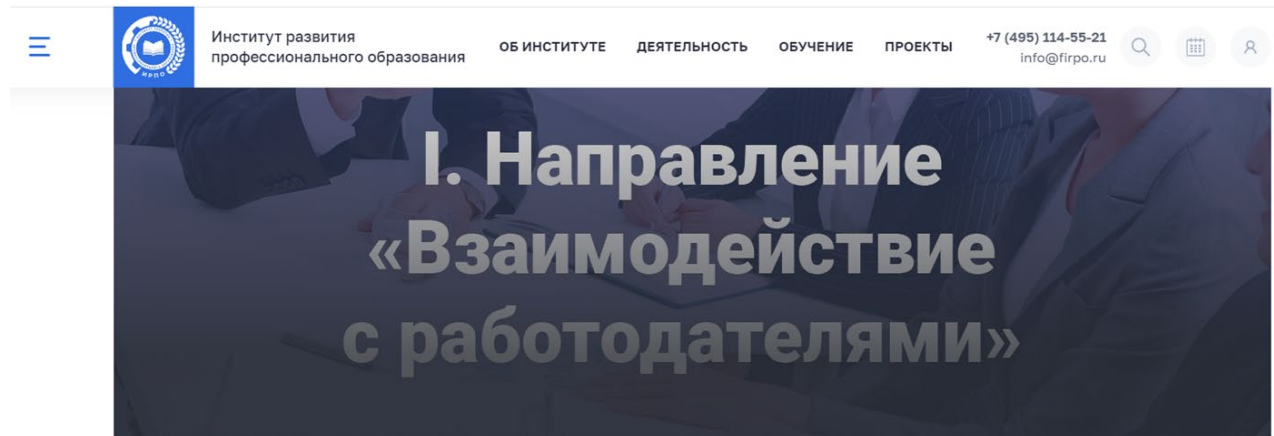 Институт развития
профессионального образования
ОБ ИНСТИТУТЕ ДЕЯТЕЛЬНОСТЬ ОБУЧЕНИЕ ПРОЕКТЫ
+7 (495) 114-55-21
info@firpo.ru
ИРПО
I. Направление
«Взаимодействие
с работодателями»